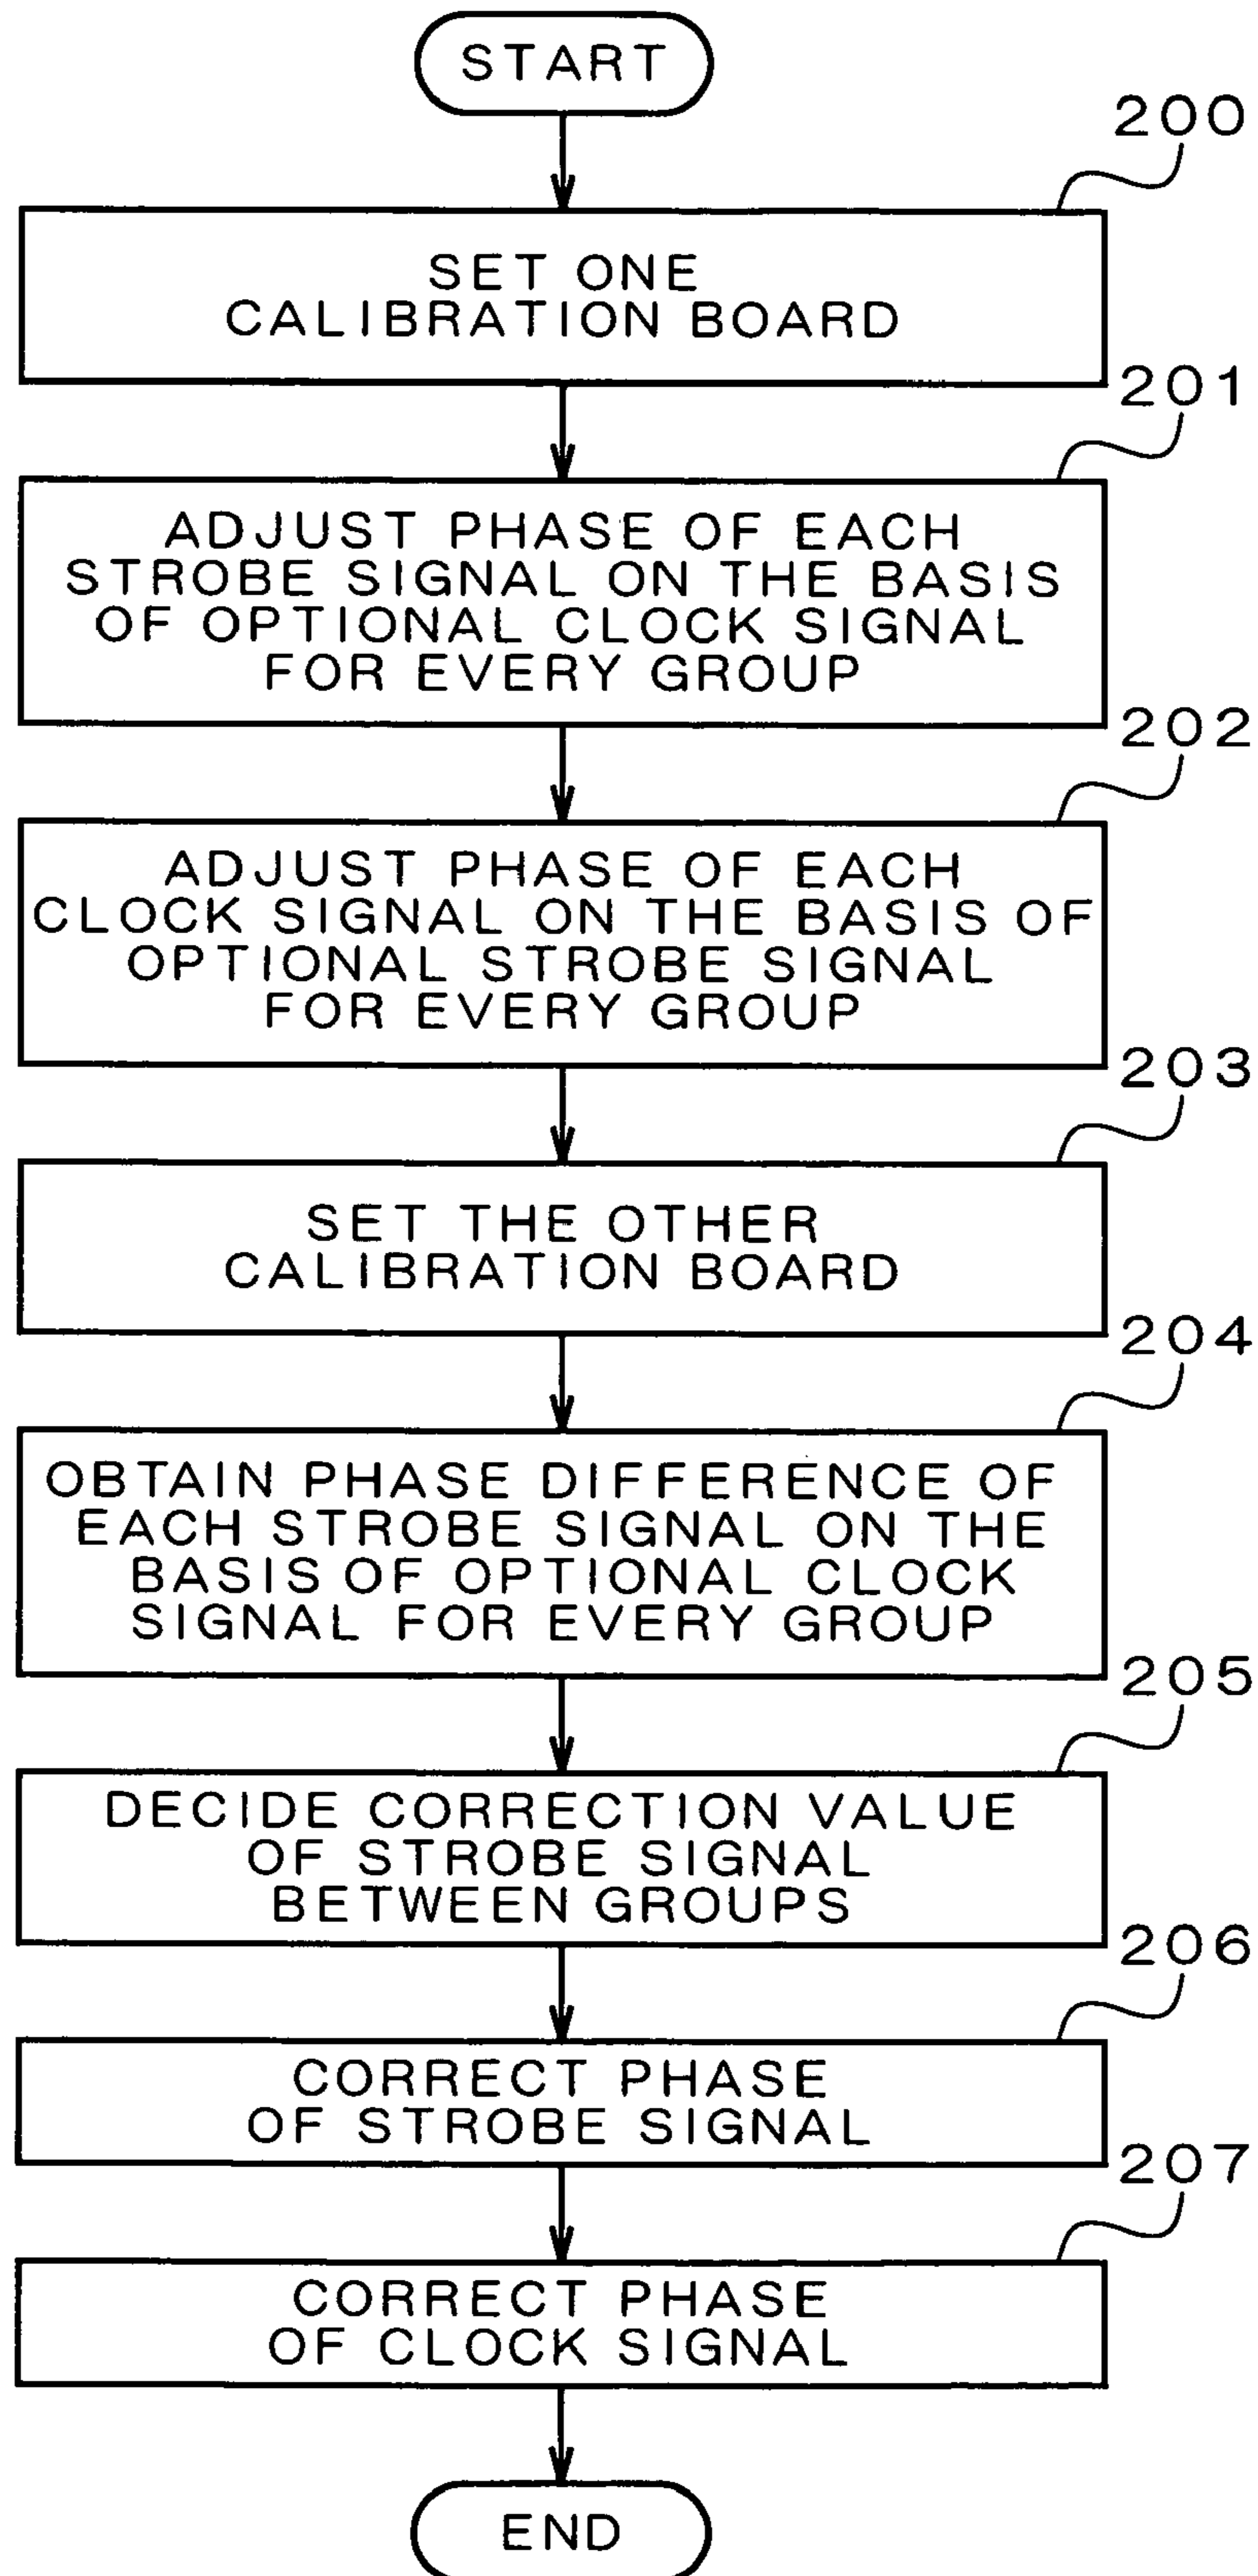 START
200
SET ONE
CALIBRATION BOARD
201
ADJUST PHASE OF EACH
STROBE SIGNAL ON THE BASIS
OF OPTIONAL CLOCK SIGNAL
FOR EVERY GROUP
202
ADJUST PHASE OF EACH
CLOCK SIGNAL ON THE BASIS OF
OPTIONAL STROBE SIGNAL
FOR EVERY GROUP
203
SET THE OTHER
CALIBRATION BOARD
204
OBTAIN PHASE DIFFERENCE OF
EACH STROBE SIGNAL ON THE
BASIS OF OPTIONAL CLOCK
SIGNAL FOR EVERY GROUP
205
DECIDE CORRECTION VALUE
OF STROBE SIGNAL
BETWEEN GROUPS
206
CORRECT PHASE
OF STROBE SIGNAL
207
CORRECT PHASE
OF CLOCK SIGNAL
END